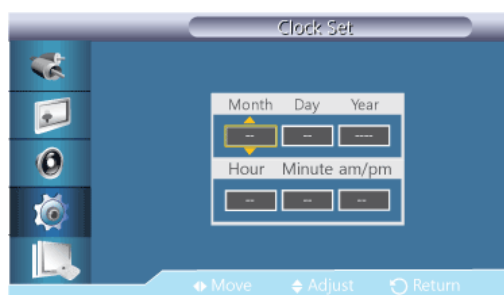 Clock Set
Month Day Year
-- -- ----
Hour Minute am/pm
-- -- --
Move Adjust Return